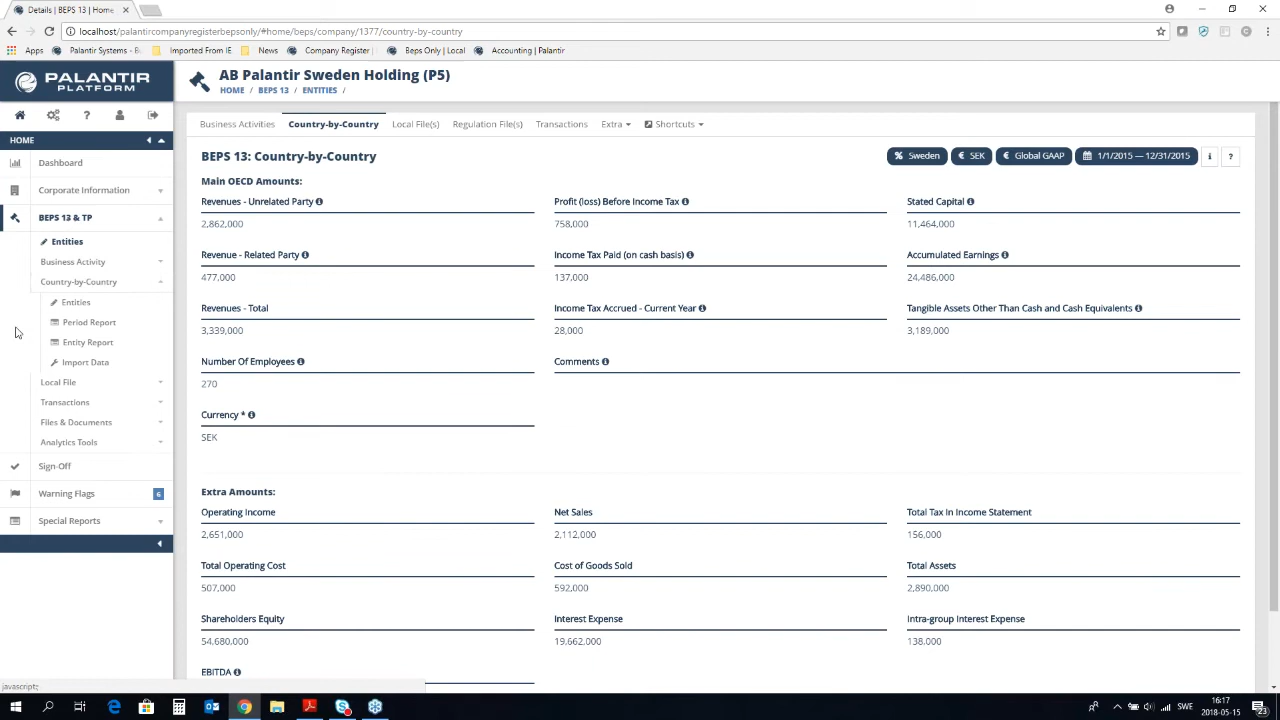 Details | BEPS 13 | Home
localhost/palantircompanyregisterbepsonly/#home/beps/company/1377/country-by-country
Apps Palantir Systems - B Imported From IE News Company Register | Beps Only | Local Accounting | Palantir
PALANTIR PLATFORM
AB Palantir Sweden Holding (P5)
HOME / BEPS 13 / ENTITIES /
HOME
Dashboard
Corporate Information
BEPS 13 & TP
Entities
Business Activity
Country-by-Country
Entities
Period Report
Entity Report
Import Data
Local File
Transactions
Files & Documents
Analytics Tools
Sign-Off
Warning Flags 6
Special Reports
Business Activities Country-by-Country Local File(s) Regulation File(s) Transactions Extra Shortcuts
BEPS 13: Country-by-Country
% Sweden € SEK € Global GAAP 1/1/2015 — 12/31/2015 i ?
Main OECD Amounts:
Revenues - Unrelated Party Profit (loss) Before Income Tax Stated Capital
2,862,000 758,000 11,464,000
Revenue - Related Party Income Tax Paid (on cash basis) Accumulated Earnings
477,000 137,000 24,486,000
Revenues - Total Income Tax Accrued - Current Year Tangible Assets Other Than Cash and Cash Equivalents
3,339,000 28,000 3,189,000
Number Of Employees Comments
270
Currency *
SEK
Extra Amounts:
Operating Income Net Sales Total Tax In Income Statement
2,651,000 2,112,000 156,000
Total Operating Cost Cost of Goods Sold Total Assets
507,000 592,000 2,890,000
Shareholders Equity Interest Expense Intra-group Interest Expense
54,680,000 19,662,000 138,000
EBITDA
javascript:;
SWE
16:17
2018-05-15
23